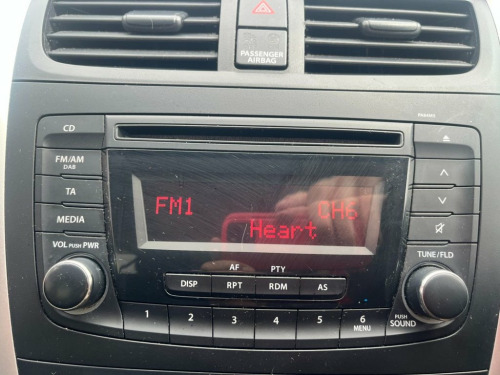 PASSENGER
AIRBAG
CD
FM/AM
DAB
TA
MEDIA
VOL PUSH PWR
FM1 CH6
Heart
TUNE/FLD
AF PTY
DISP RPT RDM AS
1 2 3 4 5 6
MENU
PUSH
SOUND